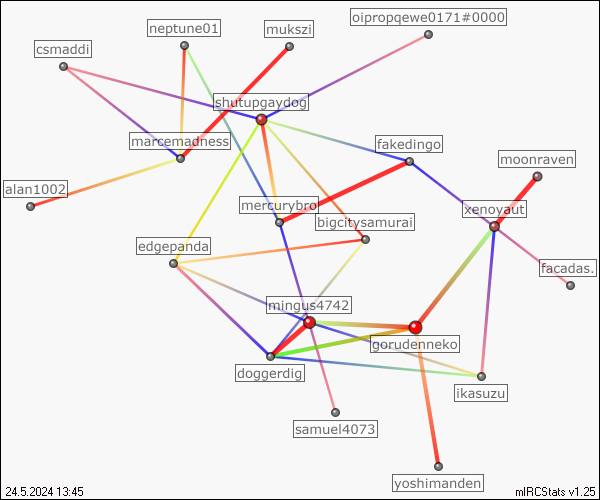 oipropqewe0171#0000
neptune01
mukszi
csmaddi
shutupgaydog
marcemadness
fakedingo
moonraven
alan1002
mercurybro
xenoyaut
bigcitysamurai
edgepanda
facadas.
mingus4742
gorudenneko
doggerdig
ikasuzu
samuel4073
yoshimanden
24.5.2024 13:45
mIRCStats v1.25